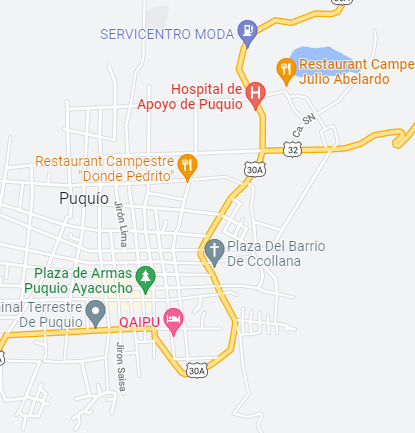 SERVICENTRO MODA
Restaurant Campe
Julio Abelardo
Hospital de
Apoyo de Puquio
Ca. SN
32
Restaurant Campestre
"Donde Pedrito"
30A
Puquío
Jirón Lima
Plaza Del Barrio
De Ccollana
Plaza de Armas
Puquio Ayacucho
inal Terrestre
De Puquio
QAIPU
Jiron Saisa
30A